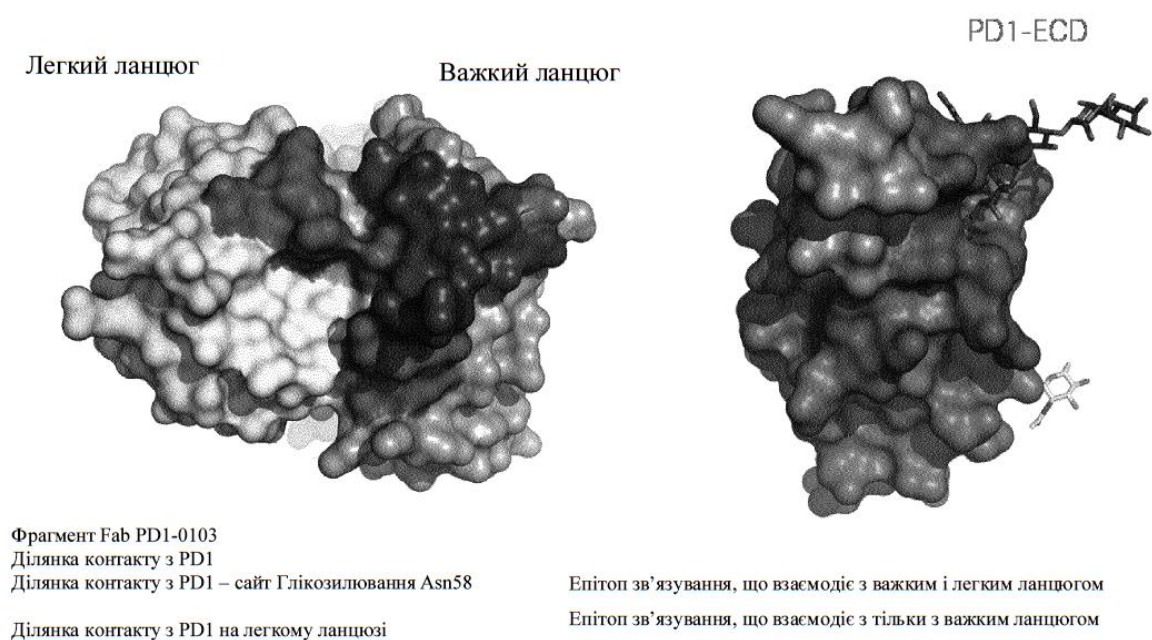 PD1-ECD
Легкий ланцюг
Важкий ланцюг
Фрагмент Fab PD1-0103
Ділянка контакту з PD1
Ділянка контакту з PD1 – сайт Глікозилювання Asn58
Ділянка контакту з PD1 на легкому ланцюзі
Епітоп зв’язування, що взаємодіє з важким і легким ланцюгом
Епітоп зв’язування, що взаємодіє з тільки з важким ланцюгом